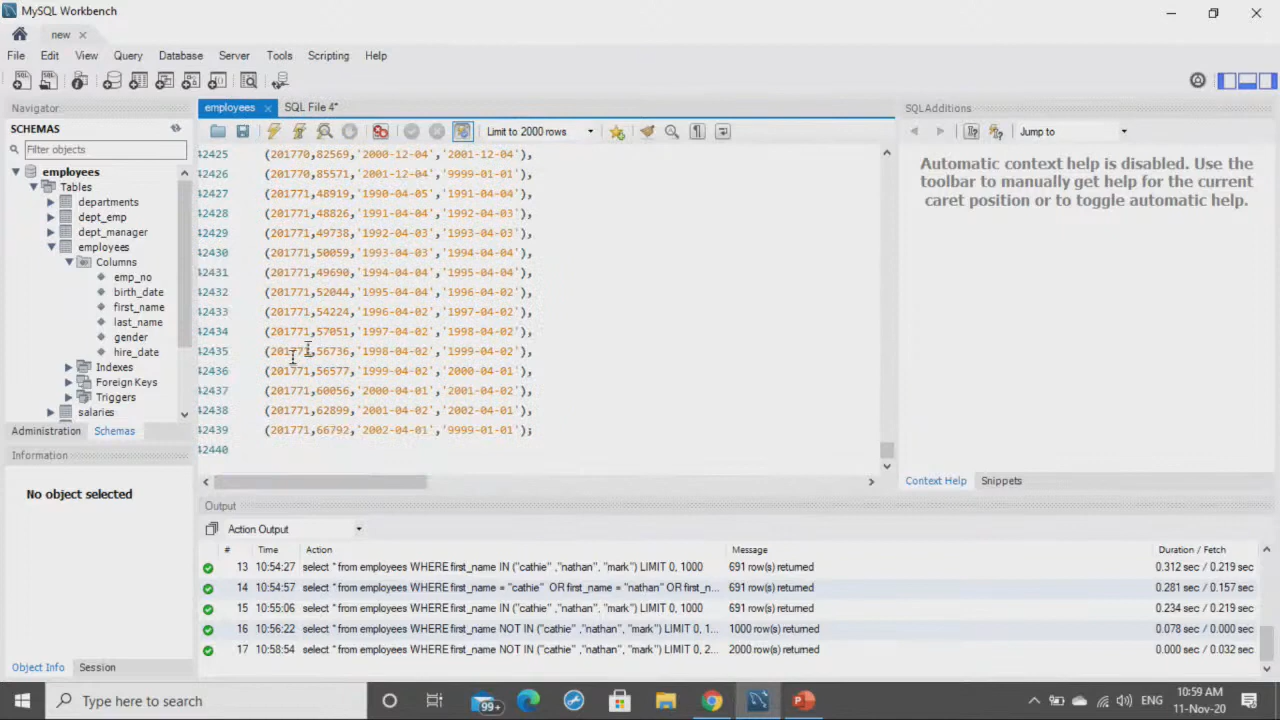 MySQL Workbench
new
File Edit View Query Database Server Tools Scripting Help
Navigator
SCHEMAS
Filter objects
employees
Tables
departments
dept_emp
dept_manager
employees
Columns
emp_no
birth_date
first_name
last_name
gender
hire_date
Indexes
Foreign Keys
Triggers
salaries
Administration Schemas
Information
No object selected
Object Info Session
employees SQL File 4*
Limit to 2000 rows
42425 (201770,82569,'2000-12-04','2001-12-04'),
42426 (201770,85571,'2001-12-04','9999-01-01'),
42427 (201771,48919,'1990-04-05','1991-04-04'),
42428 (201771,48826,'1991-04-04','1992-04-03'),
42429 (201771,49738,'1992-04-03','1993-04-03'),
42430 (201771,50059,'1993-04-03','1994-04-04'),
42431 (201771,49690,'1994-04-04','1995-04-04'),
42432 (201771,52044,'1995-04-04','1996-04-02'),
42433 (201771,54224,'1996-04-02','1997-04-02'),
42434 (201771,57051,'1997-04-02','1998-04-02'),
42435 (201771,56736,'1998-04-02','1999-04-02'),
42436 (201771,56577,'1999-04-02','2000-04-01'),
42437 (201771,60056,'2000-04-01','2001-04-02'),
42438 (201771,62899,'2001-04-02','2002-04-01'),
42439 (201771,66792,'2002-04-01','9999-01-01');
42440
SQLAdditions
Jump to
Automatic context help is disabled. Use the
toolbar to manually get help for the current
caret position or to toggle automatic help.
Context Help Snippets
Output
Action Output
# Time Action Message Duration / Fetch
13 10:54:27 select * from employees WHERE first_name IN ("cathie" ,"nathan", "mark") LIMIT 0, 1000 691 row(s) returned 0.312 sec / 0.219 sec
14 10:54:57 select * from employees WHERE first_name = "cathie" OR first_name = "nathan" OR first_n... 691 row(s) returned 0.281 sec / 0.157 sec
15 10:55:06 select * from employees WHERE first_name IN ("cathie" ,"nathan", "mark") LIMIT 0, 1000 691 row(s) returned 0.234 sec / 0.219 sec
16 10:56:22 select * from employees WHERE first_name NOT IN ("cathie" ,"nathan", "mark") LIMIT 0, 1... 1000 row(s) returned 0.078 sec / 0.000 sec
17 10:58:54 select * from employees WHERE first_name NOT IN ("cathie" ,"nathan", "mark") LIMIT 0, 2... 2000 row(s) returned 0.000 sec / 0.032 sec
Type here to search
99+
ENG
10:59 AM
11-Nov-20